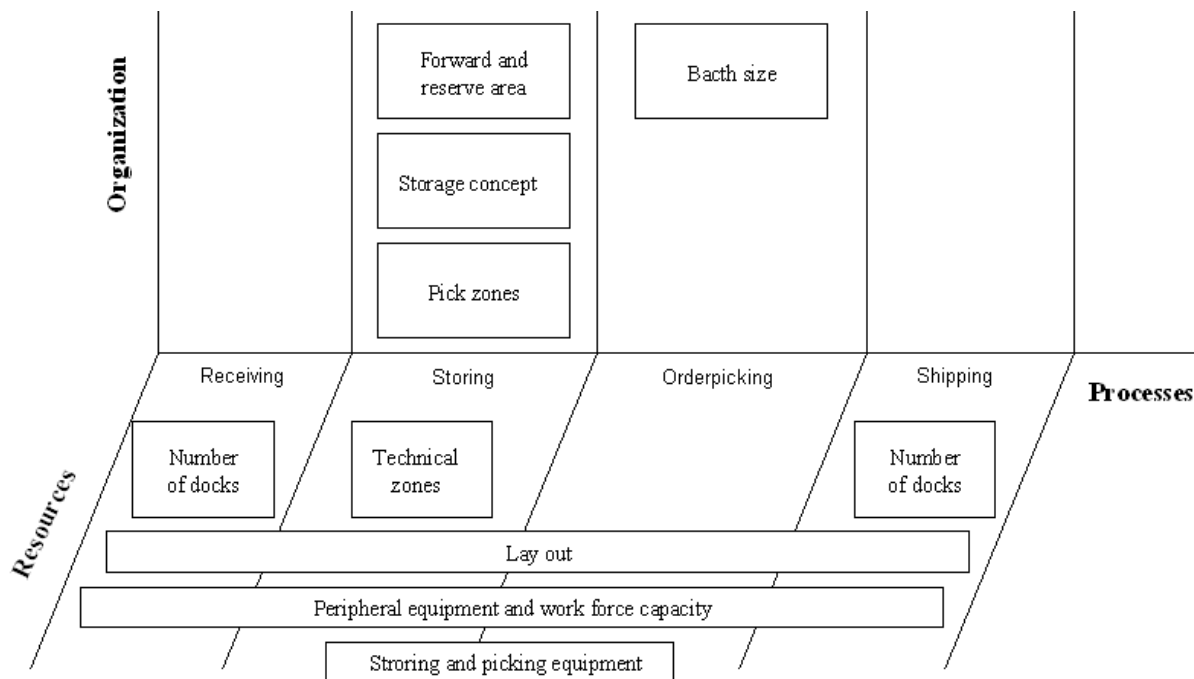 Organization
Forward and
reserve area
Bacth size
Storage concept
Pick zones
Receiving
Storing
Orderpicking
Shipping
Processes
Resources
Number
of docks
Technical
zones
Number
of docks
Lay out
Peripheral equipment and work force capacity
Stroring and picking equipment